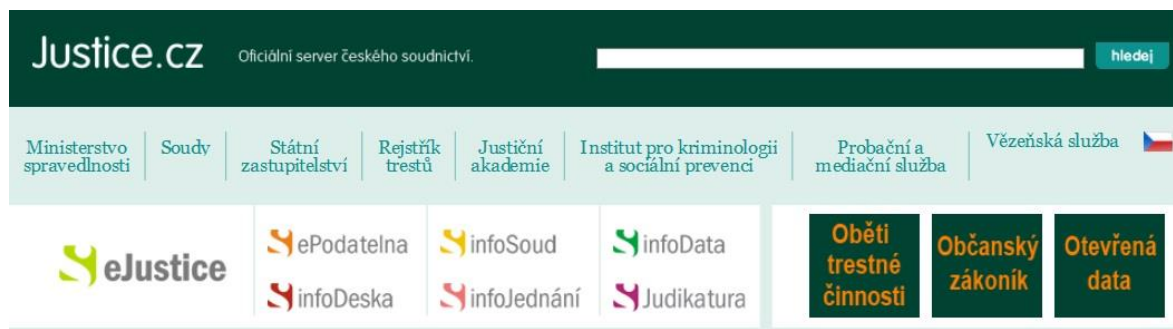 Justice.cz
Oficiální server českého soudnictví.
hledej
Ministerstvo
spravedlnosti
Soudy
Státní
zastupitelství
Rejstřík
trestů
Justiční
akademie
Institut pro kriminologii
a sociální prevenci
Probační a
mediační služba
Vězeňská služba
eJustice
ePodatelna
infoSoud
infoData
infoDeska
infoJednání
Judikatura
Oběti
trestné
činnosti
Občanský
zákoník
Otevřená
data